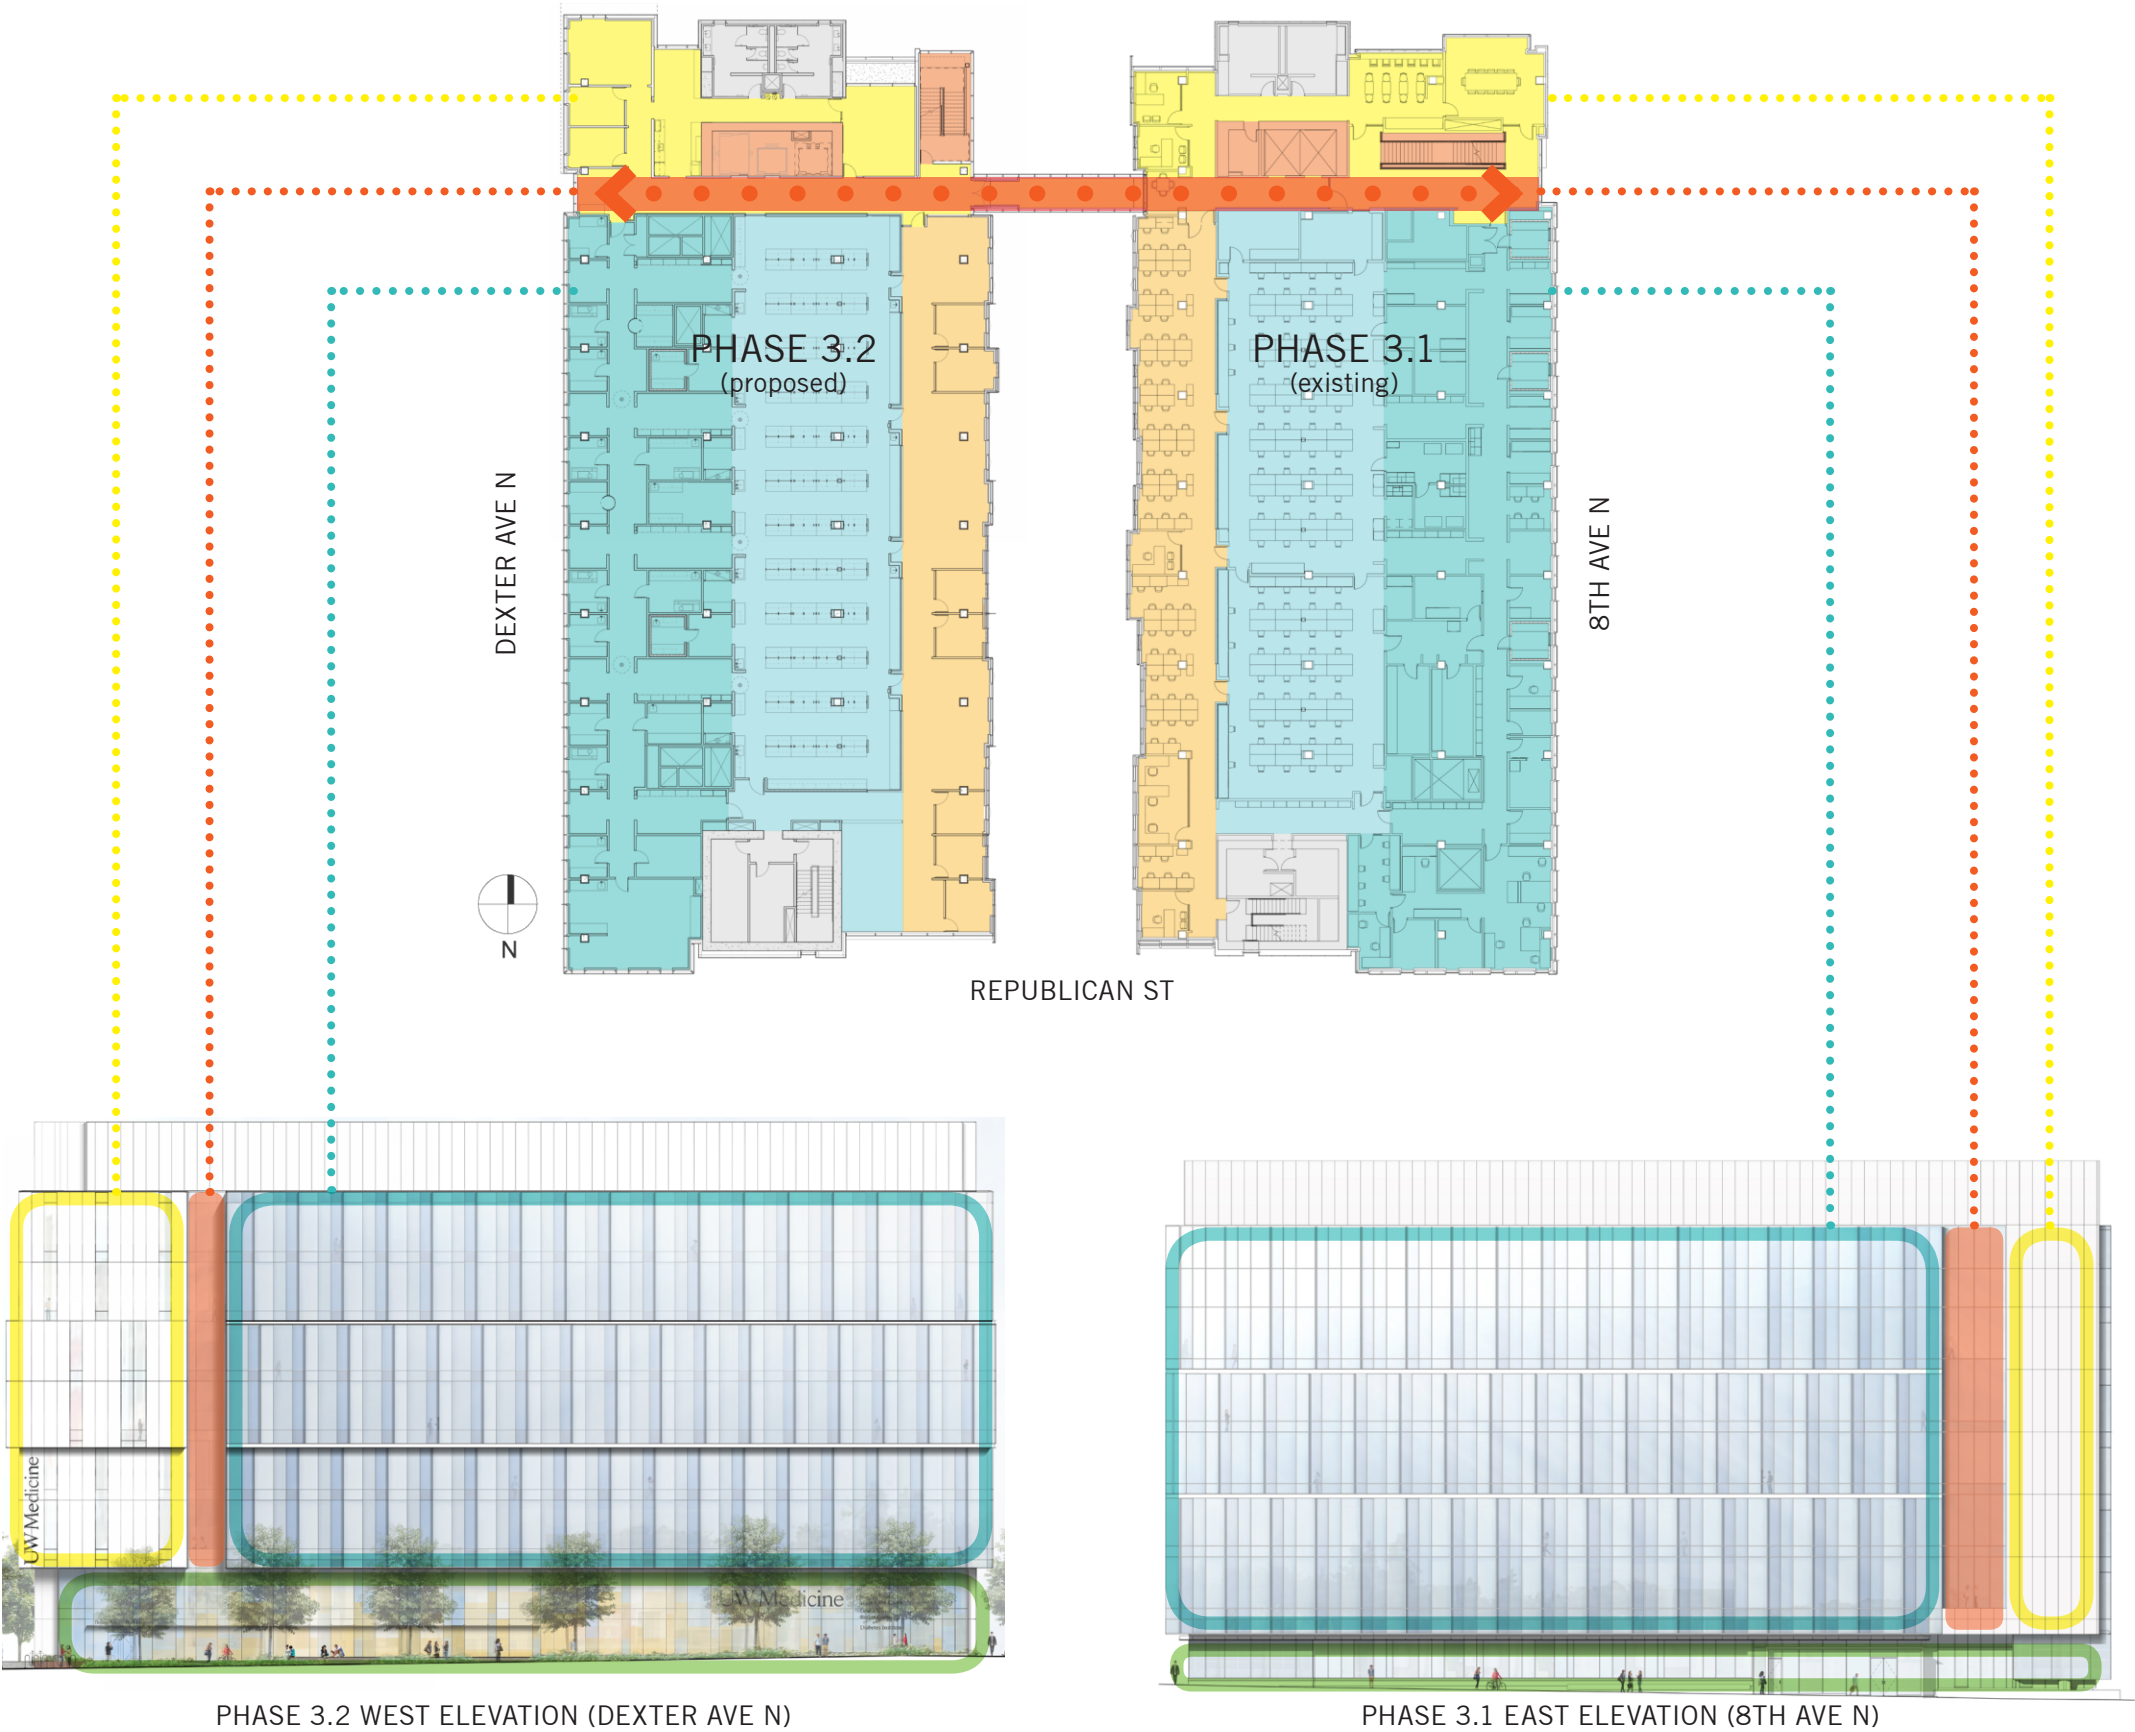 PHASE 3.2
(proposed)
PHASE 3.1
(existing)
DEXTER AVE N
8TH AVE N
N
REPUBLICAN ST
UW Medicine
UW Medicine
PHASE 3.2 WEST ELEVATION (DEXTER AVE N)
PHASE 3.1 EAST ELEVATION (8TH AVE N)